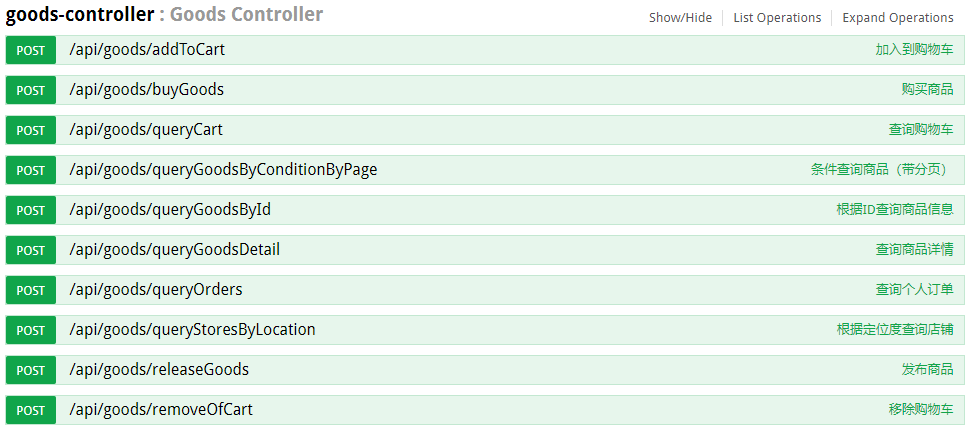 goods-controller : Goods Controller Show/Hide List Operations Expand Operations
POST /api/goods/addToCart 加入到购物车
POST /api/goods/buyGoods 购买商品
POST /api/goods/queryCart 查询购物车
POST /api/goods/queryGoodsByConditionByPage 条件查询商品（带分页）
POST /api/goods/queryGoodsById 根据ID查询商品信息
POST /api/goods/queryGoodsDetail 查询商品详情
POST /api/goods/queryOrders 查询个人订单
POST /api/goods/queryStoresByLocation 根据定位度查询店铺
POST /api/goods/releaseGoods 发布商品
POST /api/goods/removeOfCart 移除购物车